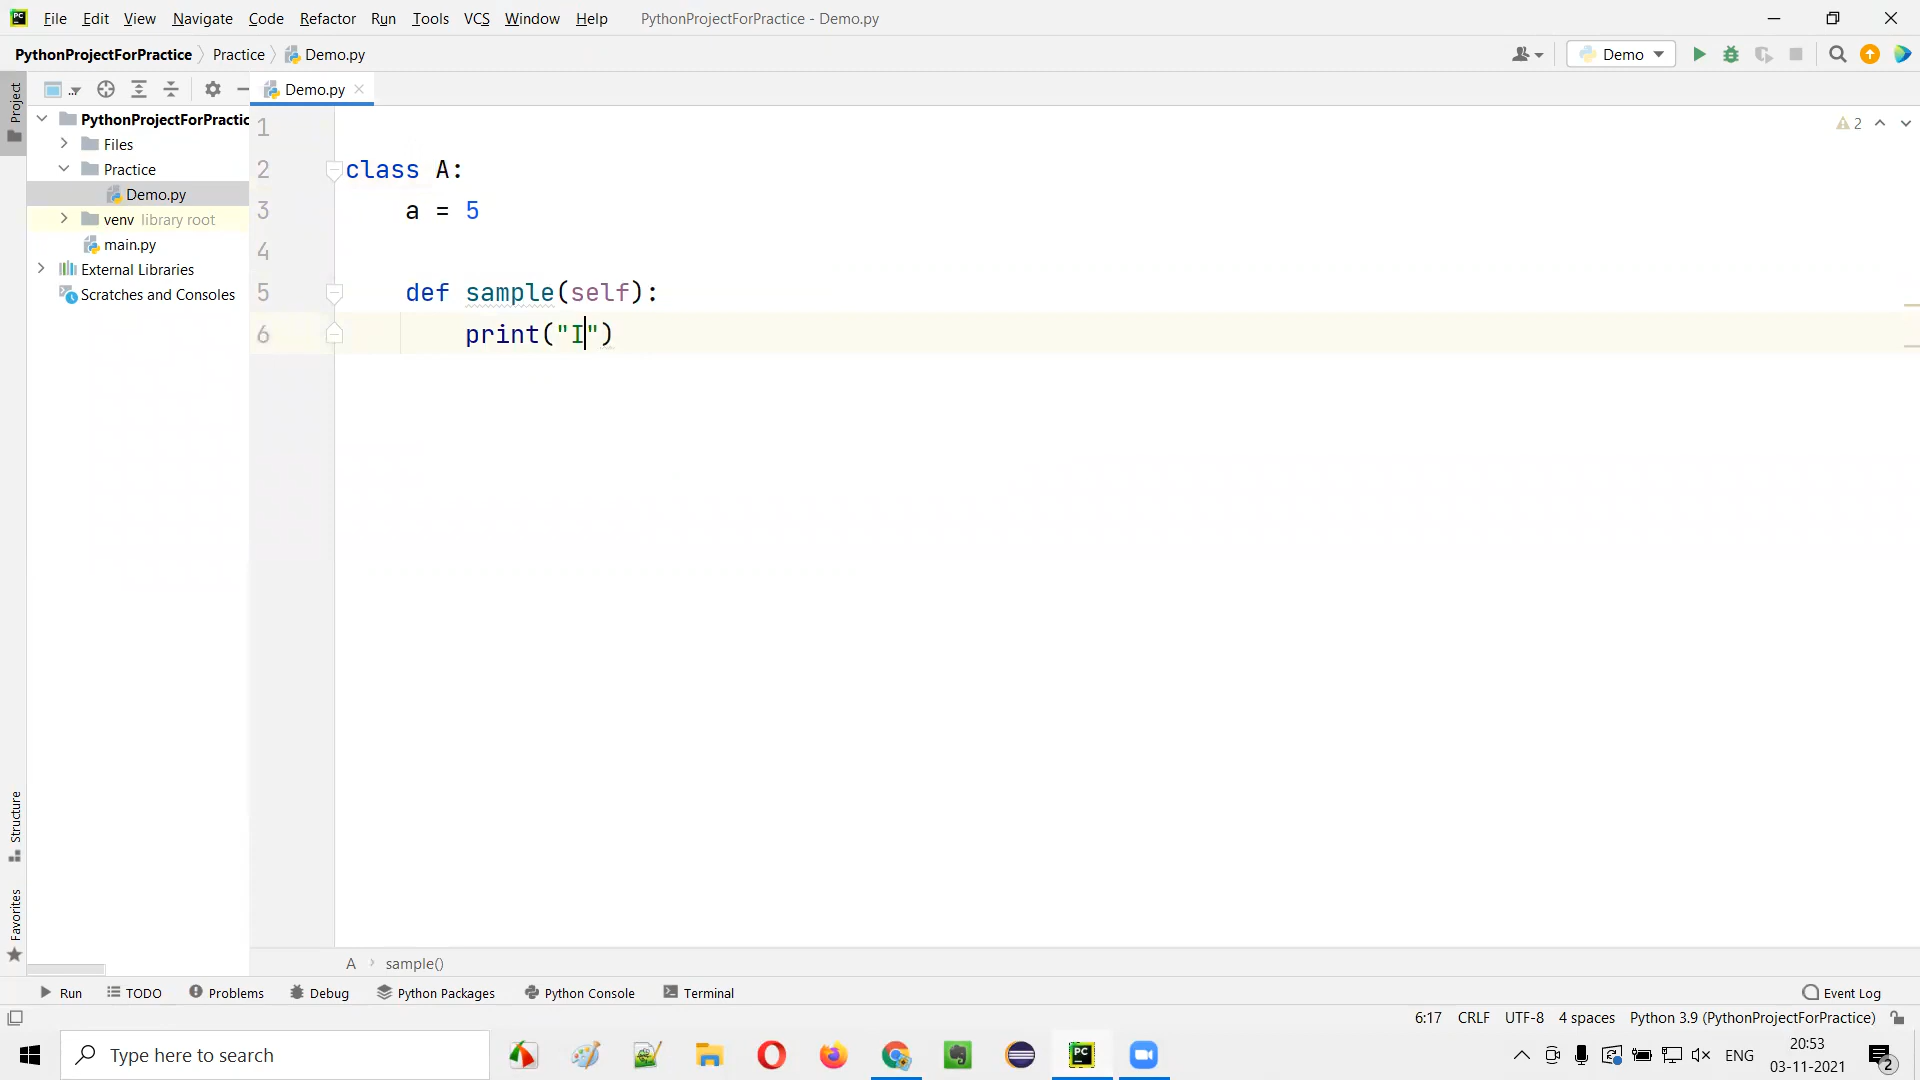 File Edit View Navigate Code Refactor Run Tools VCS Window Help PythonProjectForPractice - Demo.py
PythonProjectForPractice Practice Demo.py
Demo
Project
Demo.py
PythonProjectForPractic
Files
Practice
Demo.py
venv library root
main.py
External Libraries
Scratches and Consoles
2
1
2 class A:
3 a = 5
4
5 def sample(self):
6 print("I")
Structure
Favorites
A sample()
Run TODO Problems Debug Python Packages Python Console Terminal Event Log
6:17 CRLF UTF-8 4 spaces Python 3.9 (PythonProjectForPractice)
Type here to search
PC
ENG
20:53
03-11-2021
2